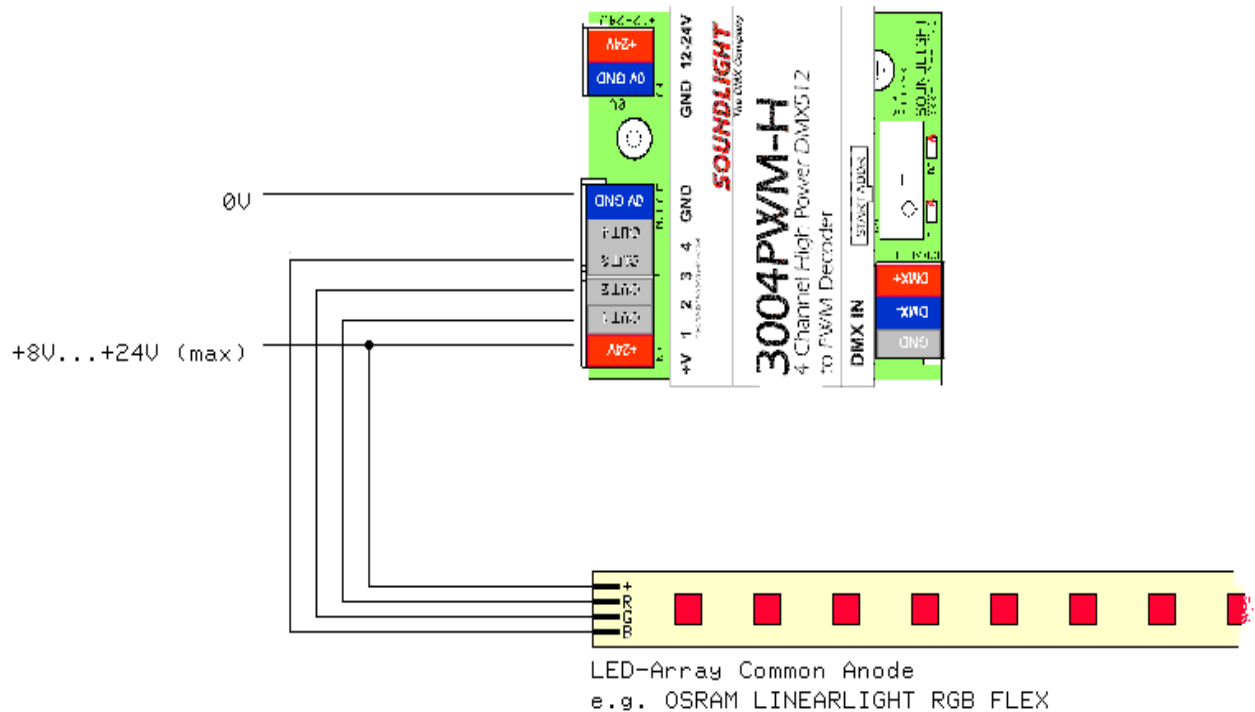 +24V
0V GND
GND 12-24V
SOUNDLIGHT
The DMX Company
3004PWM-H
4 Channel High Power DMX512
to PWM Decoder
START ADDR
DMX IN
0V
0V GND
OUT4
OUT3
OUT2
OUT1
+24V
+V 1 2 3 4 GND
DMX+
DMX-
GND
+8V...+24V (max)
+
R
G
B
LED-Array Common Anode
e.g. OSRAM LINEARLIGHT RGB FLEX